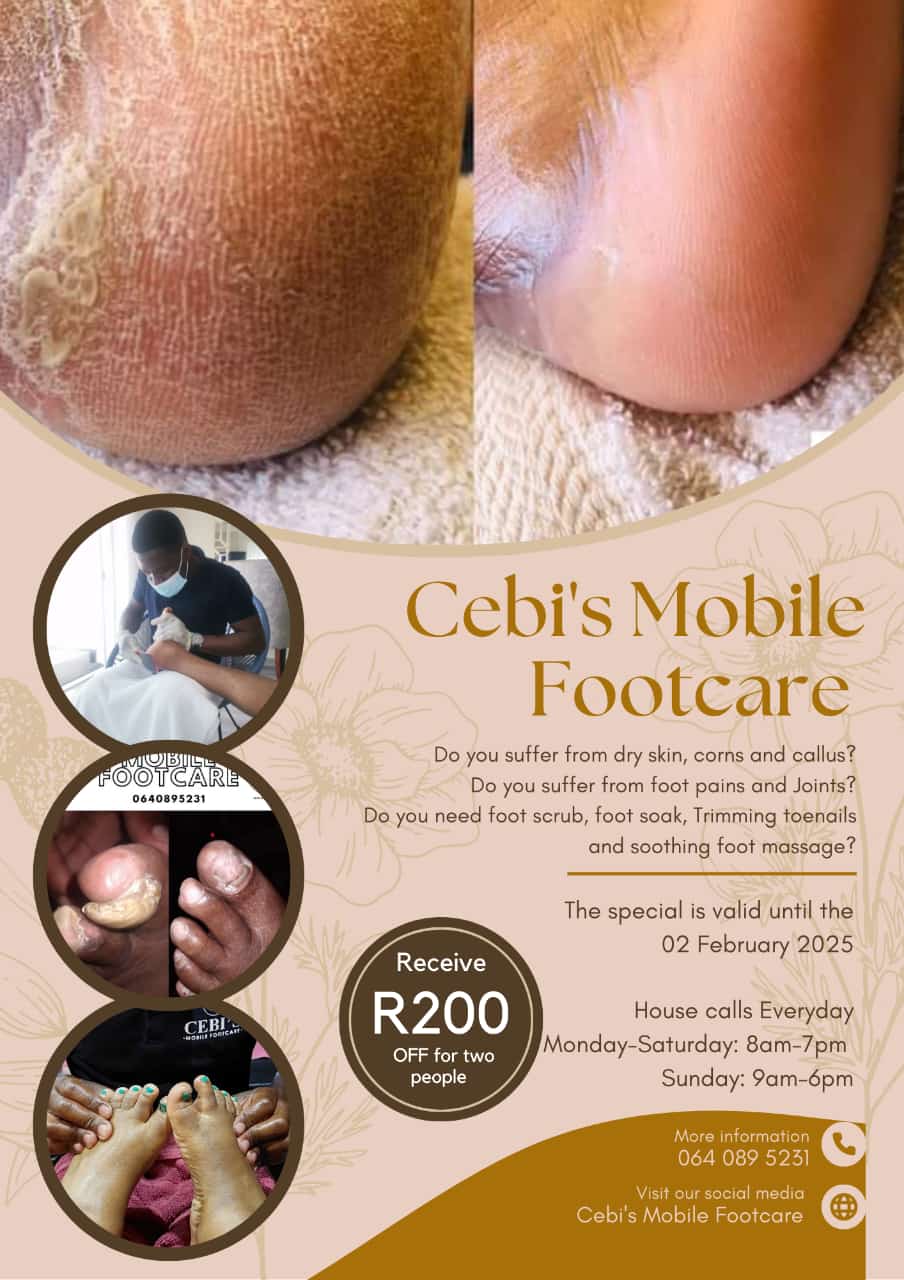 Cebi's Mobile
Footcare
Do you suffer from dry skin, corns and callus?
Do you suffer from foot pains and Joints?
Do you need foot scrub, foot soak, Trimming toenails
and soothing foot massage?
The special is valid until the
02 February 2025
House calls Everyday
Monday-Saturday: 8am-7pm
Sunday: 9am-6pm
Receive
R200
OFF for two
people
More information
064 089 5231
Visit our social media
Cebi's Mobile Footcare
MOBILE
FOOTCARE
0640895231
CEBI'S
-MOBILE FOOTCARE-